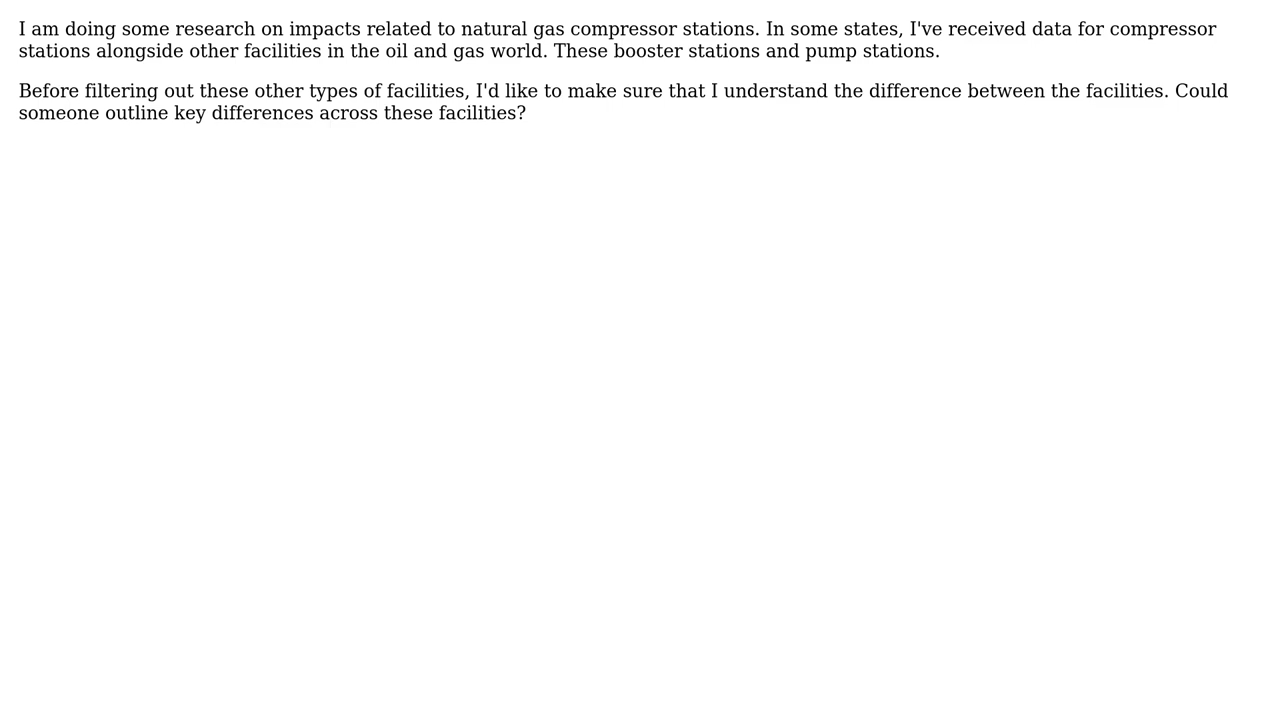 I am doing some research on impacts related to natural gas compressor stations. In some states, I've received data for compressor
stations alongside other facilities in the oil and gas world. These booster stations and pump stations.
Before filtering out these other types of facilities, I'd like to make sure that I understand the difference between the facilities. Could
someone outline key differences across these facilities?